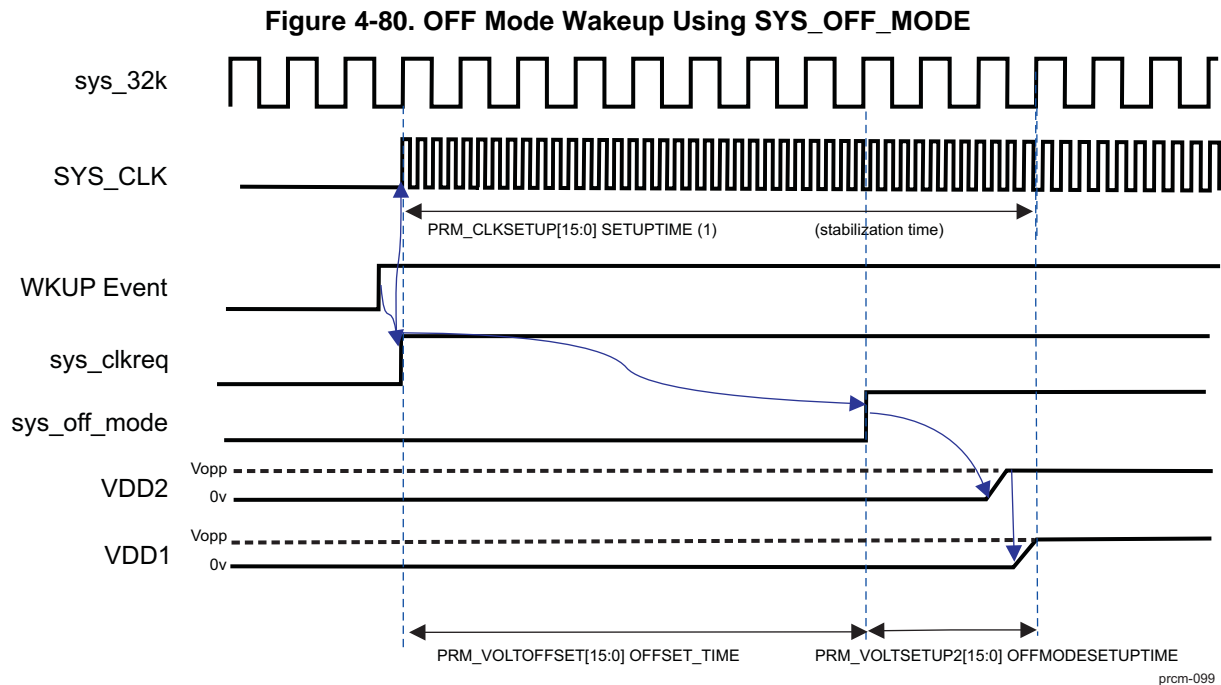 Figure 4-80. OFF Mode Wakeup Using SYS_OFF_MODE
sys_32k
SYS_CLK
PRM_CLKSETUP[15:0] SETUPTIME (1) (stabilization time)
WKUP Event
sys_clkreq
sys_off_mode
Vopp
VDD2
0v
Vopp
VDD1
0v
PRM_VOLTOFFSET[15:0] OFFSET_TIME PRM_VOLTSETUP2[15:0] OFFMODESETUPTIME
prcm-099